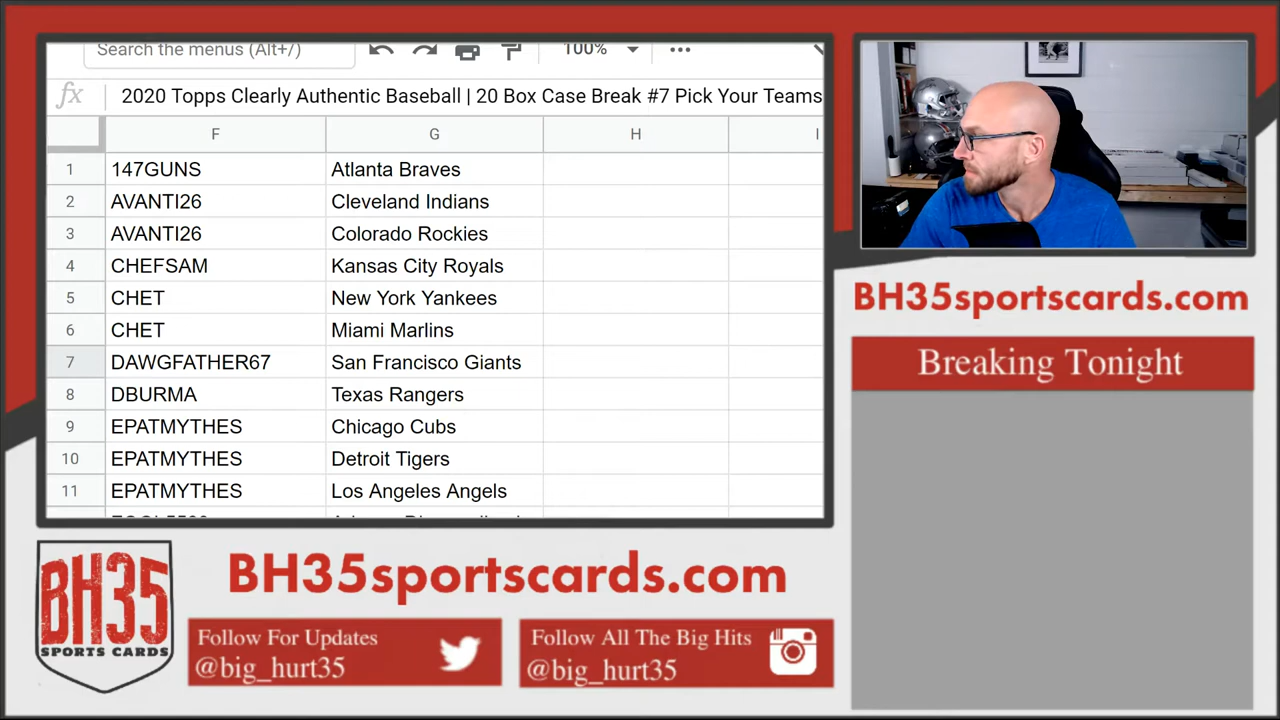 Search the menus (Alt+/)
100%
fx
2020 Topps Clearly Authentic Baseball | 20 Box Case Break #7 Pick Your Teams
F G H I
1 147GUNS Atlanta Braves
2 AVANTI26 Cleveland Indians
3 AVANTI26 Colorado Rockies
4 CHEFSAM Kansas City Royals
5 CHET New York Yankees
6 CHET Miami Marlins
7 DAWGFATHER67 San Francisco Giants
8 DBURMA Texas Rangers
9 EPATMYTHES Chicago Cubs
10 EPATMYTHES Detroit Tigers
11 EPATMYTHES Los Angeles Angels
BH35sportscards.com
Breaking Tonight
BH35
SPORTS CARDS
BH35sportscards.com
Follow For Updates
@big_hurt35
Follow All The Big Hits
@big_hurt35